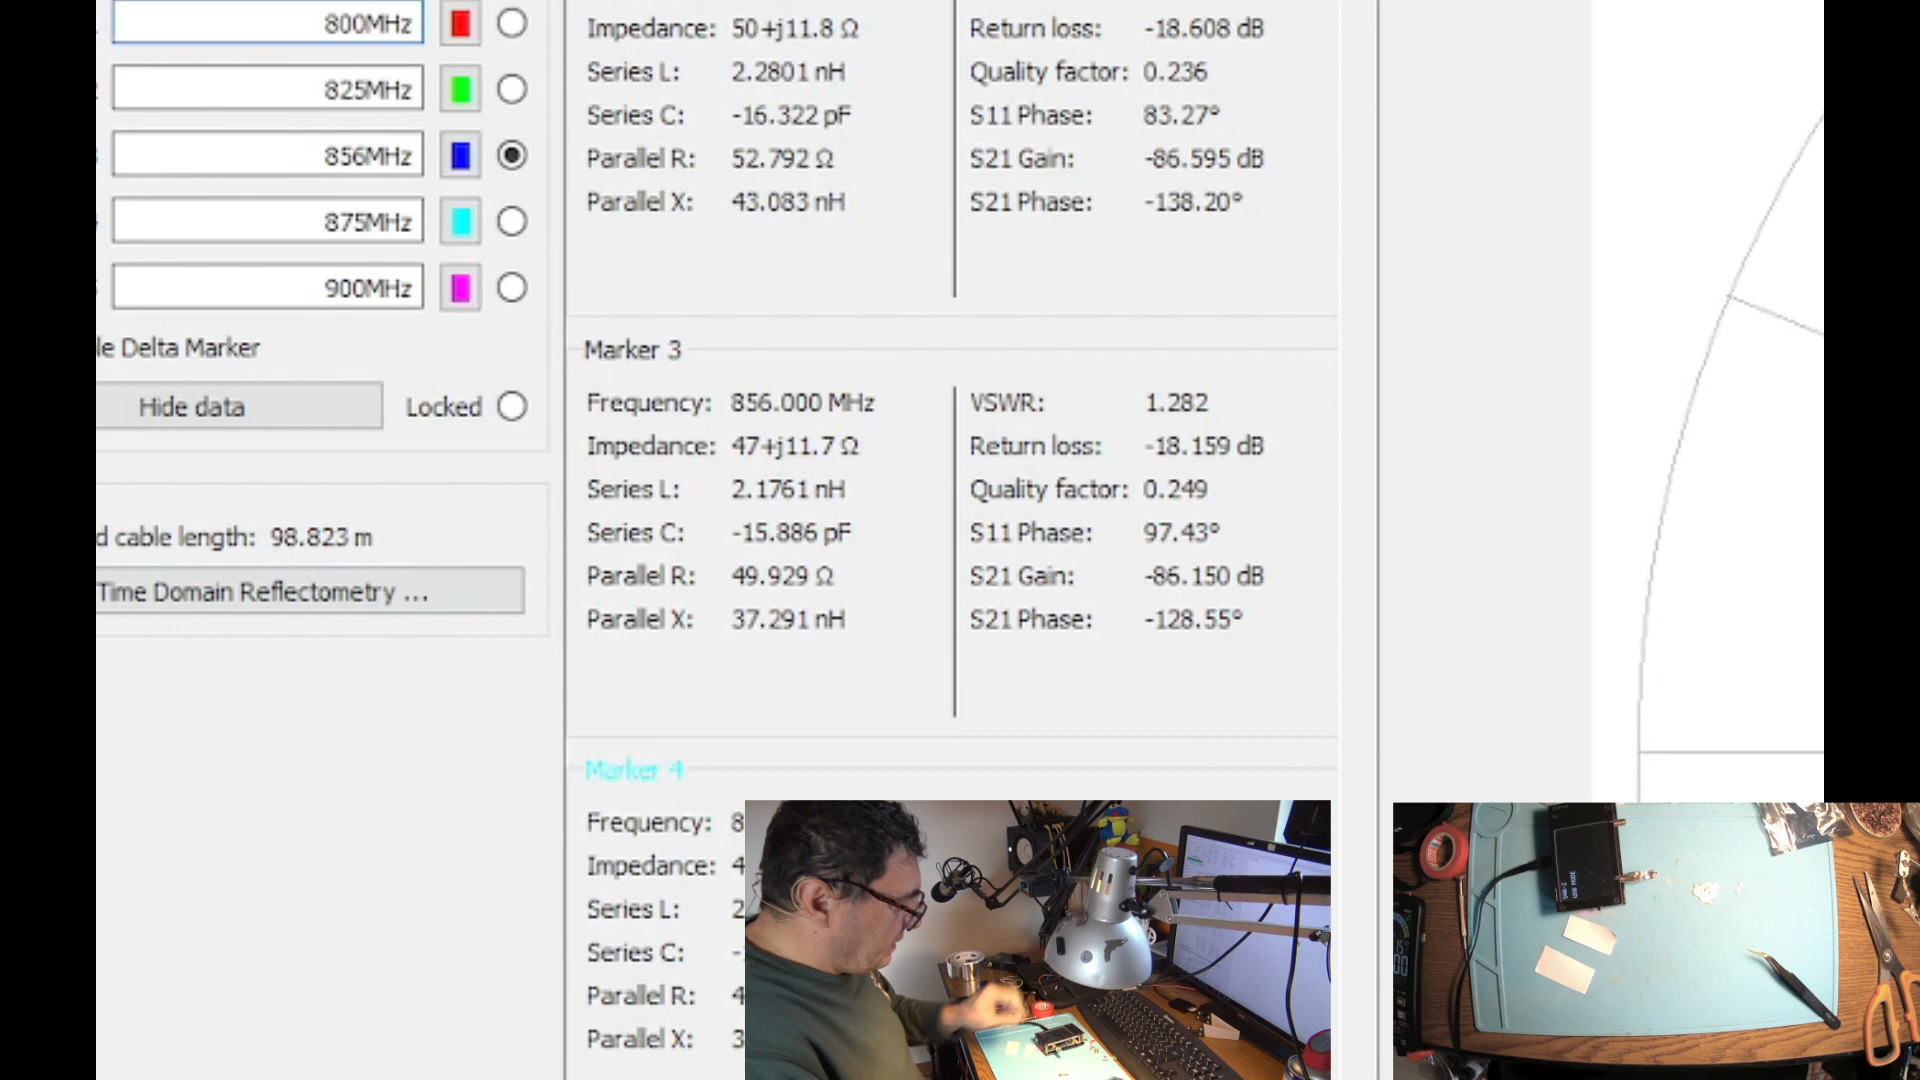 800MHz
825MHz
856MHz
875MHz
900MHz
le Delta Marker
Hide data
Locked
d cable length: 98.823 m
Time Domain Reflectometry ...
Impedance: 50+j11.8 Ω
Series L: 2.2801 nH
Series C: -16.322 pF
Parallel R: 52.792 Ω
Parallel X: 43.083 nH
Return loss: -18.608 dB
Quality factor: 0.236
S11 Phase: 83.27°
S21 Gain: -86.595 dB
S21 Phase: -138.20°
Marker 3
Frequency: 856.000 MHz
Impedance: 47+j11.7 Ω
Series L: 2.1761 nH
Series C: -15.886 pF
Parallel R: 49.929 Ω
Parallel X: 37.291 nH
VSWR: 1.282
Return loss: -18.159 dB
Quality factor: 0.249
S11 Phase: 97.43°
S21 Gain: -86.150 dB
S21 Phase: -128.55°
Marker 4
Frequency: 8
Impedance: 4
Series L: 2
Series C: -
Parallel R: 4
Parallel X: 3